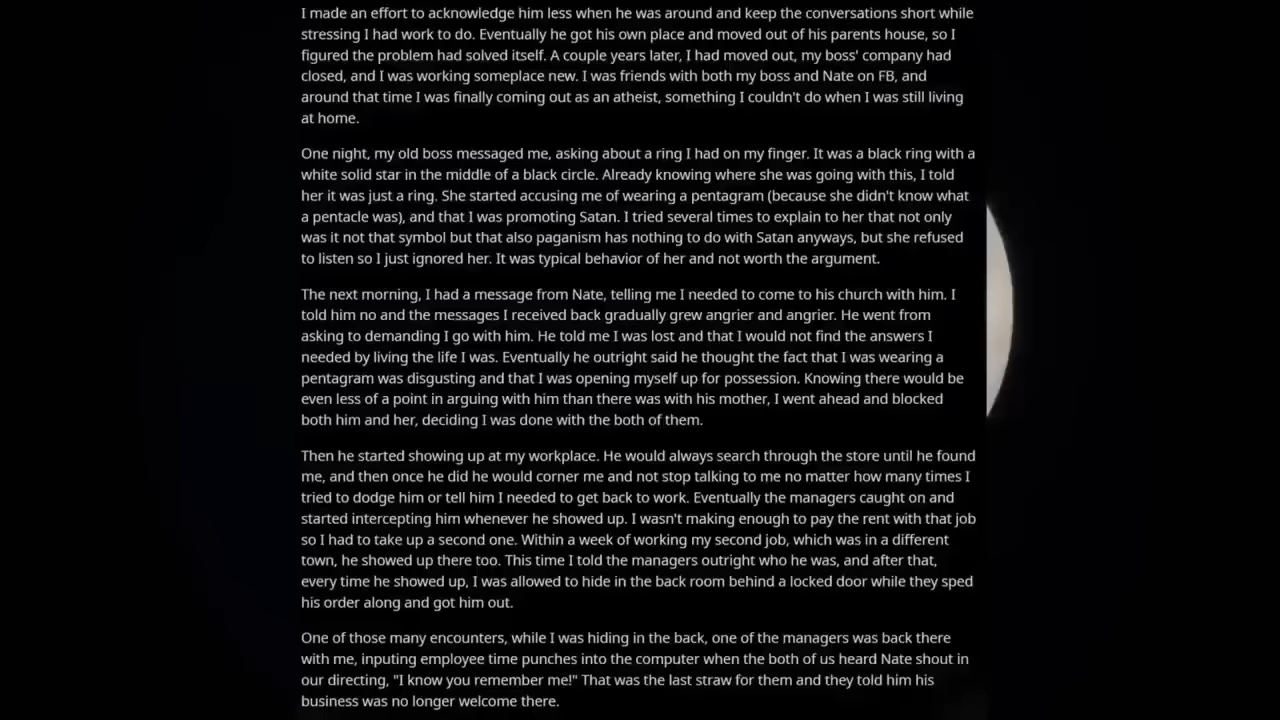 I made an effort to acknowledge him less when he was around and keep the conversations short while
stressing I had work to do. Eventually he got his own place and moved out of his parents house, so I
figured the problem had solved itself. A couple years later, I had moved out, my boss' company had
closed, and I was working someplace new. I was friends with both my boss and Nate on FB, and
around that time I was finally coming out as an atheist, something I couldn't do when I was still living
at home.
One night, my old boss messaged me, asking about a ring I had on my finger. It was a black ring with a
white solid star in the middle of a black circle. Already knowing where she was going with this, I told
her it was just a ring. She started accusing me of wearing a pentagram (because she didn't know what
a pentacle was), and that I was promoting Satan. I tried several times to explain to her that not only
was it not that symbol but that also paganism has nothing to do with Satan anyways, but she refused
to listen so I just ignored her. It was typical behavior of her and not worth the argument.
The next morning, I had a message from Nate, telling me I needed to come to his church with him. I
told him no and the messages I received back gradually grew angrier and angrier. He went from
asking to demanding I go with him. He told me I was lost and that I would not find the answers I
needed by living the life I was. Eventually he outright said he thought the fact that I was wearing a
pentagram was disgusting and that I was opening myself up for possession. Knowing there would be
even less of a point in arguing with him than there was with his mother, I went ahead and blocked
both him and her, deciding I was done with the both of them.
Then he started showing up at my workplace. He would always search through the store until he found
me, and then once he did he would corner me and not stop talking to me no matter how many times I
tried to dodge him or tell him I needed to get back to work. Eventually the managers caught on and
started intercepting him whenever he showed up. I wasn't making enough to pay the rent with that job
so I had to take up a second one. Within a week of working my second job, which was in a different
town, he showed up there too. This time I told the managers outright who he was, and after that,
every time he showed up, I was allowed to hide in the back room behind a locked door while they sped
his order along and got him out.
One of those many encounters, while I was hiding in the back, one of the managers was back there
with me, inputing employee time punches into the computer when the both of us heard Nate shout in
our directing, "I know you remember me!" That was the last straw for them and they told him his
business was no longer welcome there.